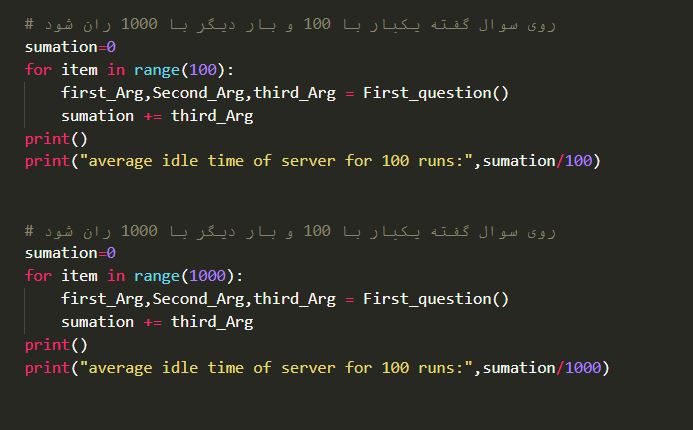 # روی سوال گفته یکبار با 100 و بار دیگر با 1000 ران شود
sumation=0
for item in range(100):
    first_Arg,Second_Arg,third_Arg = First_question()
    sumation += third_Arg
print()
print("average idle time of server for 100 runs:",sumation/100)
# روی سوال گفته یکبار با 100 و بار دیگر با 1000 ران شود
sumation=0
for item in range(1000):
    first_Arg,Second_Arg,third_Arg = First_question()
    sumation += third_Arg
print()
print("average idle time of server for 100 runs:",sumation/1000)